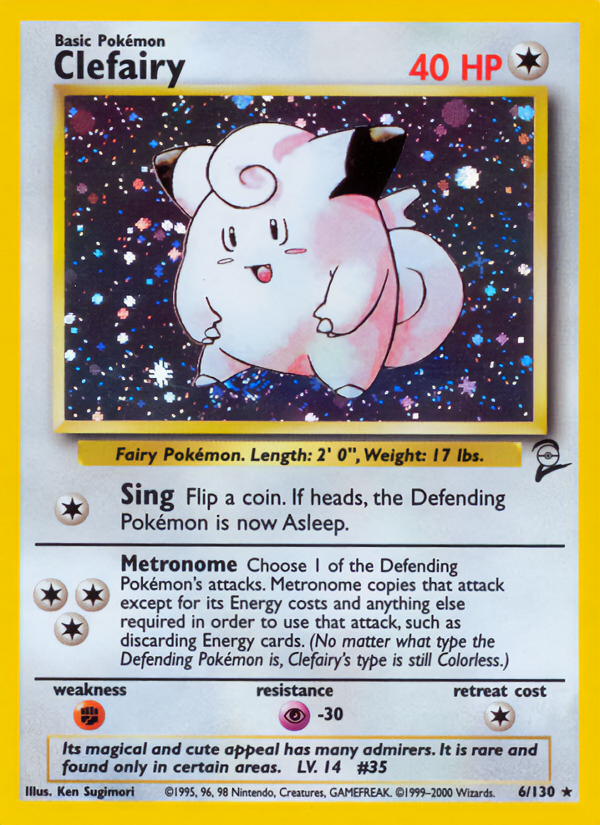 Basic Pokémon
Clefairy
40 HP
Fairy Pokémon. Length: 2' 0", Weight: 17 lbs.
Sing Flip a coin. If heads, the Defending
Pokémon is now Asleep.
Metronome Choose 1 of the Defending
Pokémon's attacks. Metronome copies that attack
except for its Energy costs and anything else
required in order to use that attack, such as
discarding Energy cards. (No matter what type the
Defending Pokémon is, Clefairy's type is still Colorless.)
weakness resistance retreat cost
-30
Its magical and cute appeal has many admirers. It is rare and
found only in certain areas. LV. 14 #35
Illus. Ken Sugimori ©1995, 96, 98 Nintendo, Creatures, GAMEFREAK. ©1999-2000 Wizards. 6/130 ★